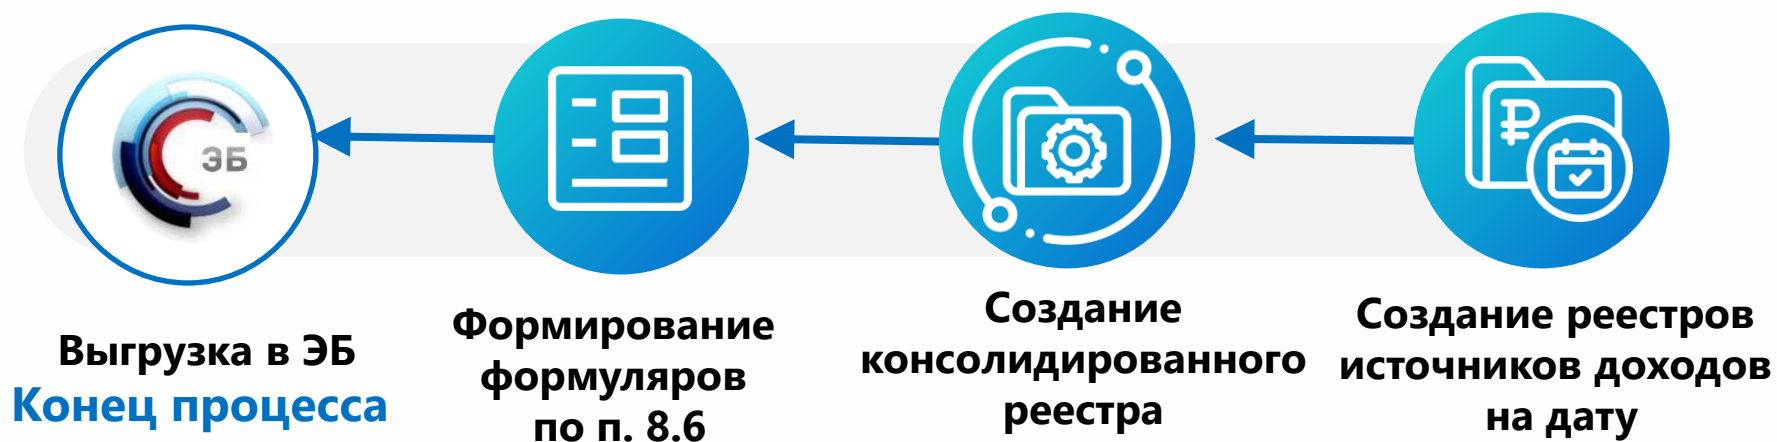 ЭБ
Выгрузка в ЭБ
Конец процесса
Формирование
формуляров
по п. 8.6
Создание
консолидированного
реестра
₽
Создание реестров
источников доходов
на дату